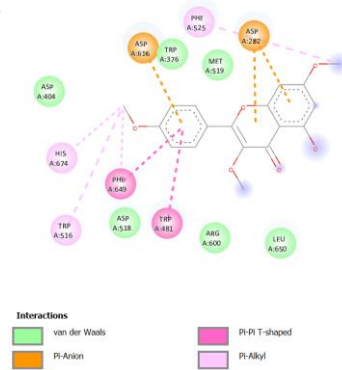 PHE
A:525
ASP
A:616
TRP
A:376
ASP
A:282
MET
A:519
ASP
A:404
HIS
A:674
PHE
A:649
TRP
A:516
ASP
A:518
TRP
A:481
ARG
A:600
LEU
A:650
O
O
O
O
O
O
Interactions
van der Waals
Pi-Anion
Pi-Pi T-shaped
Pi-Alkyl